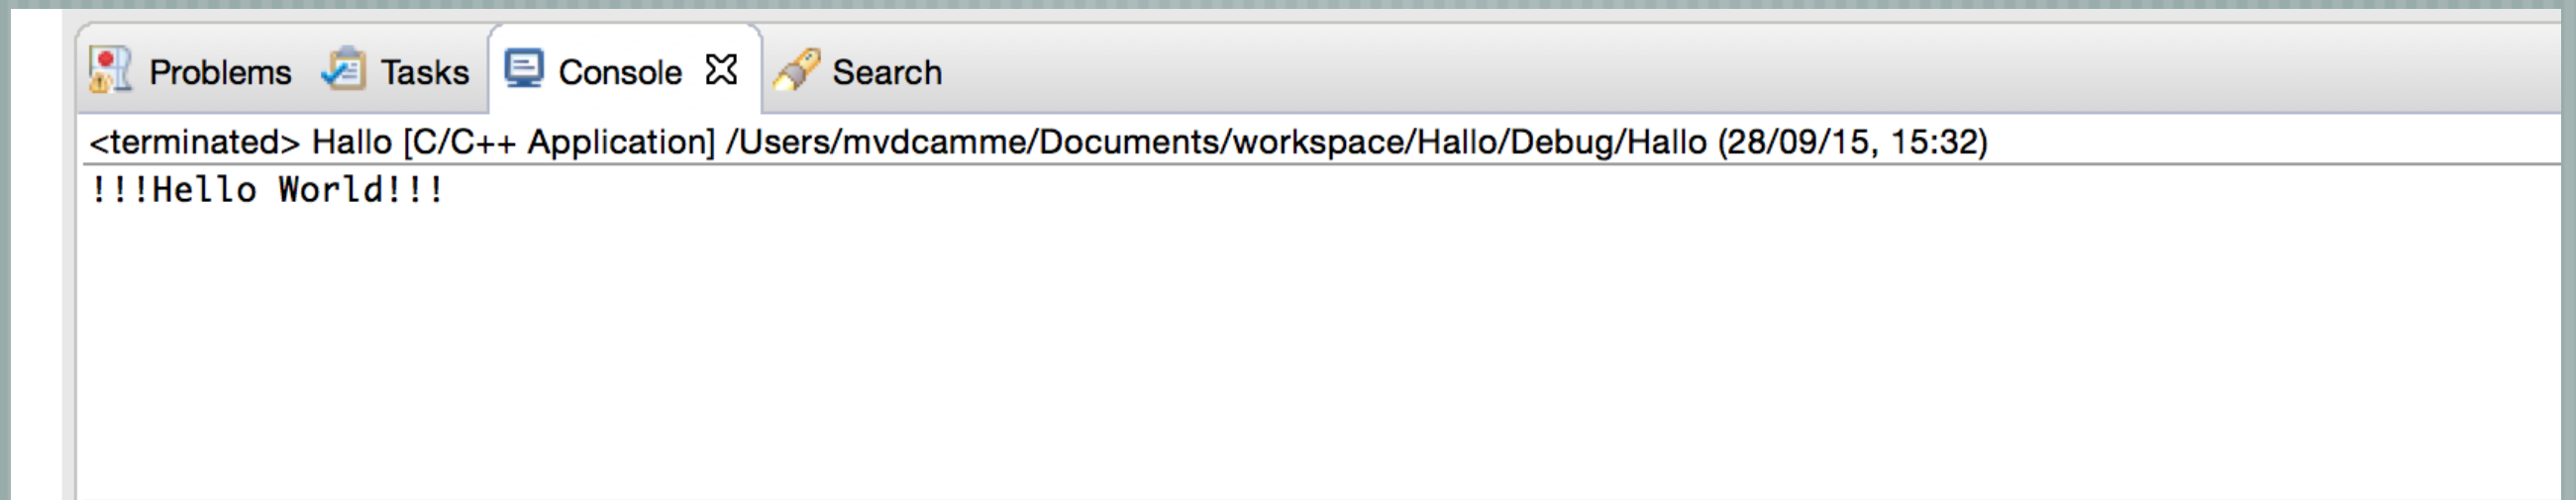 Problems Tasks Console Search
<terminated> Hallo [C/C++ Application] /Users/mvdcamme/Documents/workspace/Hallo/Debug/Hallo (28/09/15, 15:32)
!!!Hello World!!!